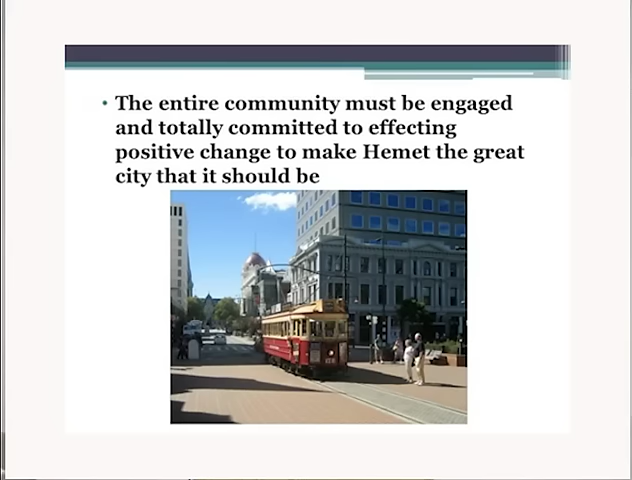 • The entire community must be engaged
and totally committed to effecting
positive change to make Hemet the great
city that it should be